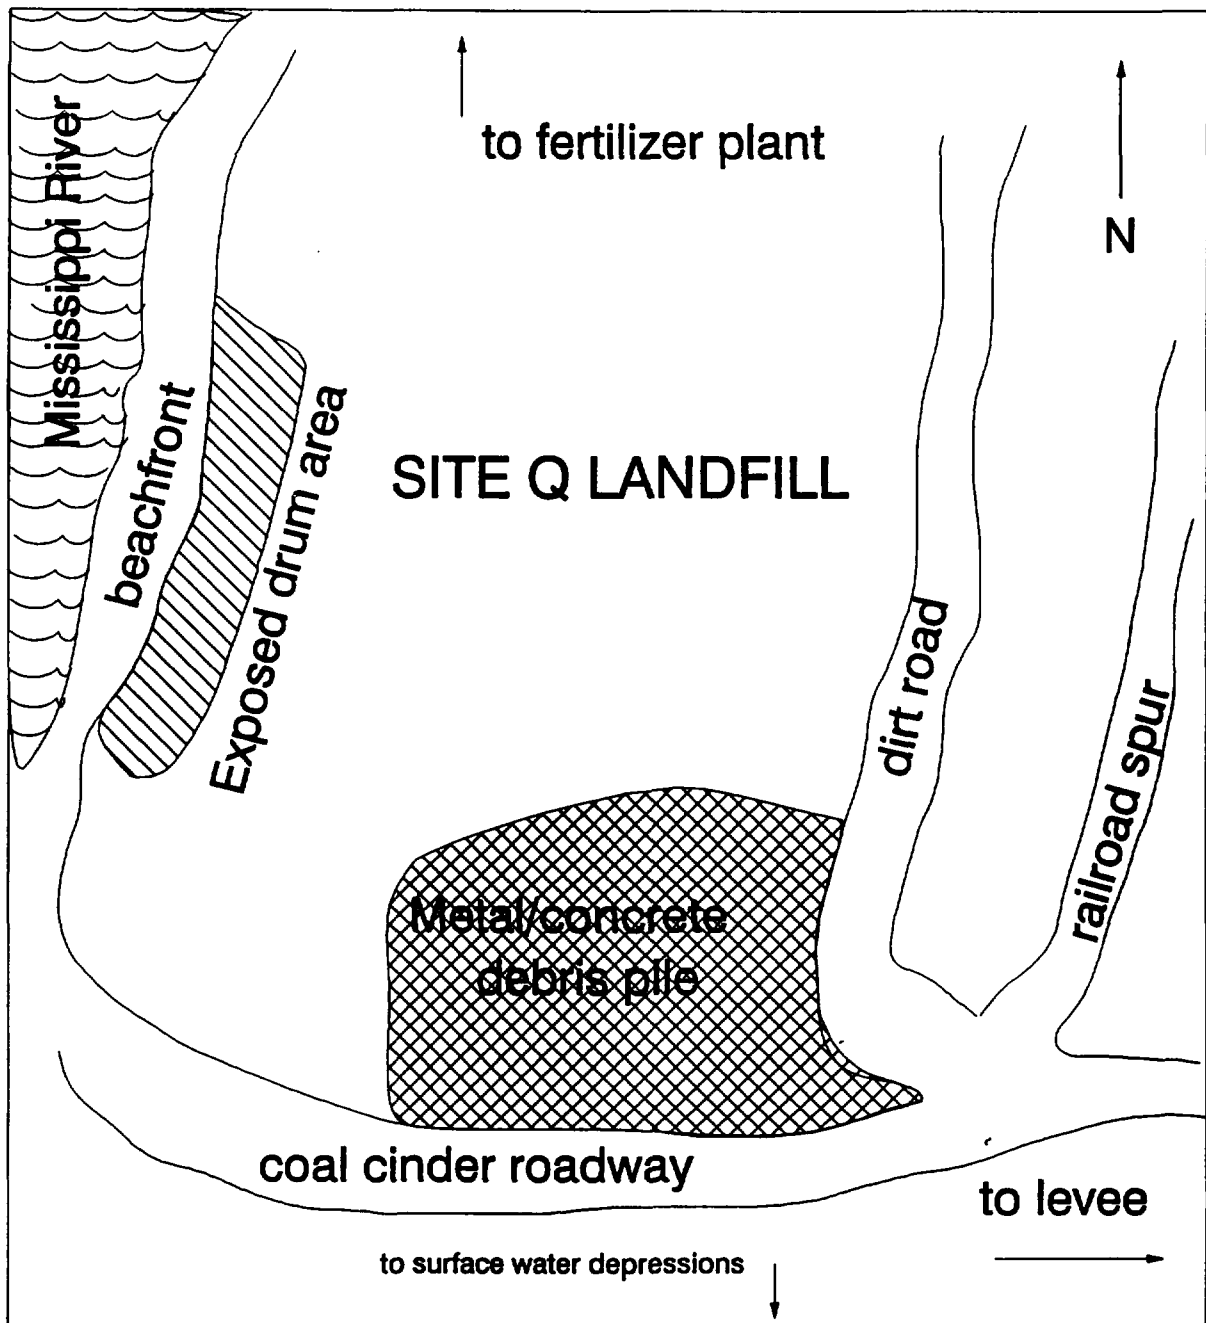 to fertilizer plant
N
Mississippi River
beachfront
Exposed drum area
SITE Q LANDFILL
dirt road
railroad spur
Metal/concrete
debris pile
coal cinder roadway
to levee
to surface water depressions